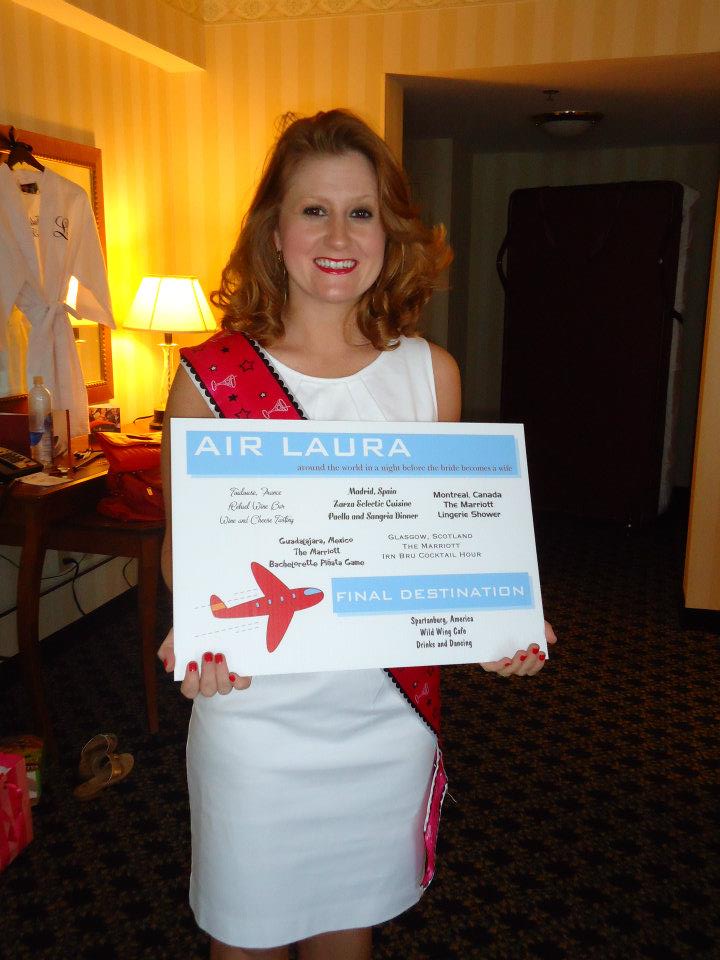 AIR LAURA
around the world in a night before the bride becomes a wife
Toulouse, France
Relud Wine Bar
Wine and Cheese Tasting
Madrid, Spain
Zarza Eclectic Cuisine
Paella and Sangria Dinner
Montreal, Canada
The Marriott
Lingerie Shower
Guadalajara, Mexico
The Marriott
Bachelorette Piñata Game
Glasgow, Scotland
The Marriott
Irn Bru Cocktail Hour
FINAL DESTINATION
Spartanburg, America
Wild Wing Cafe
Drinks and Dancing
L